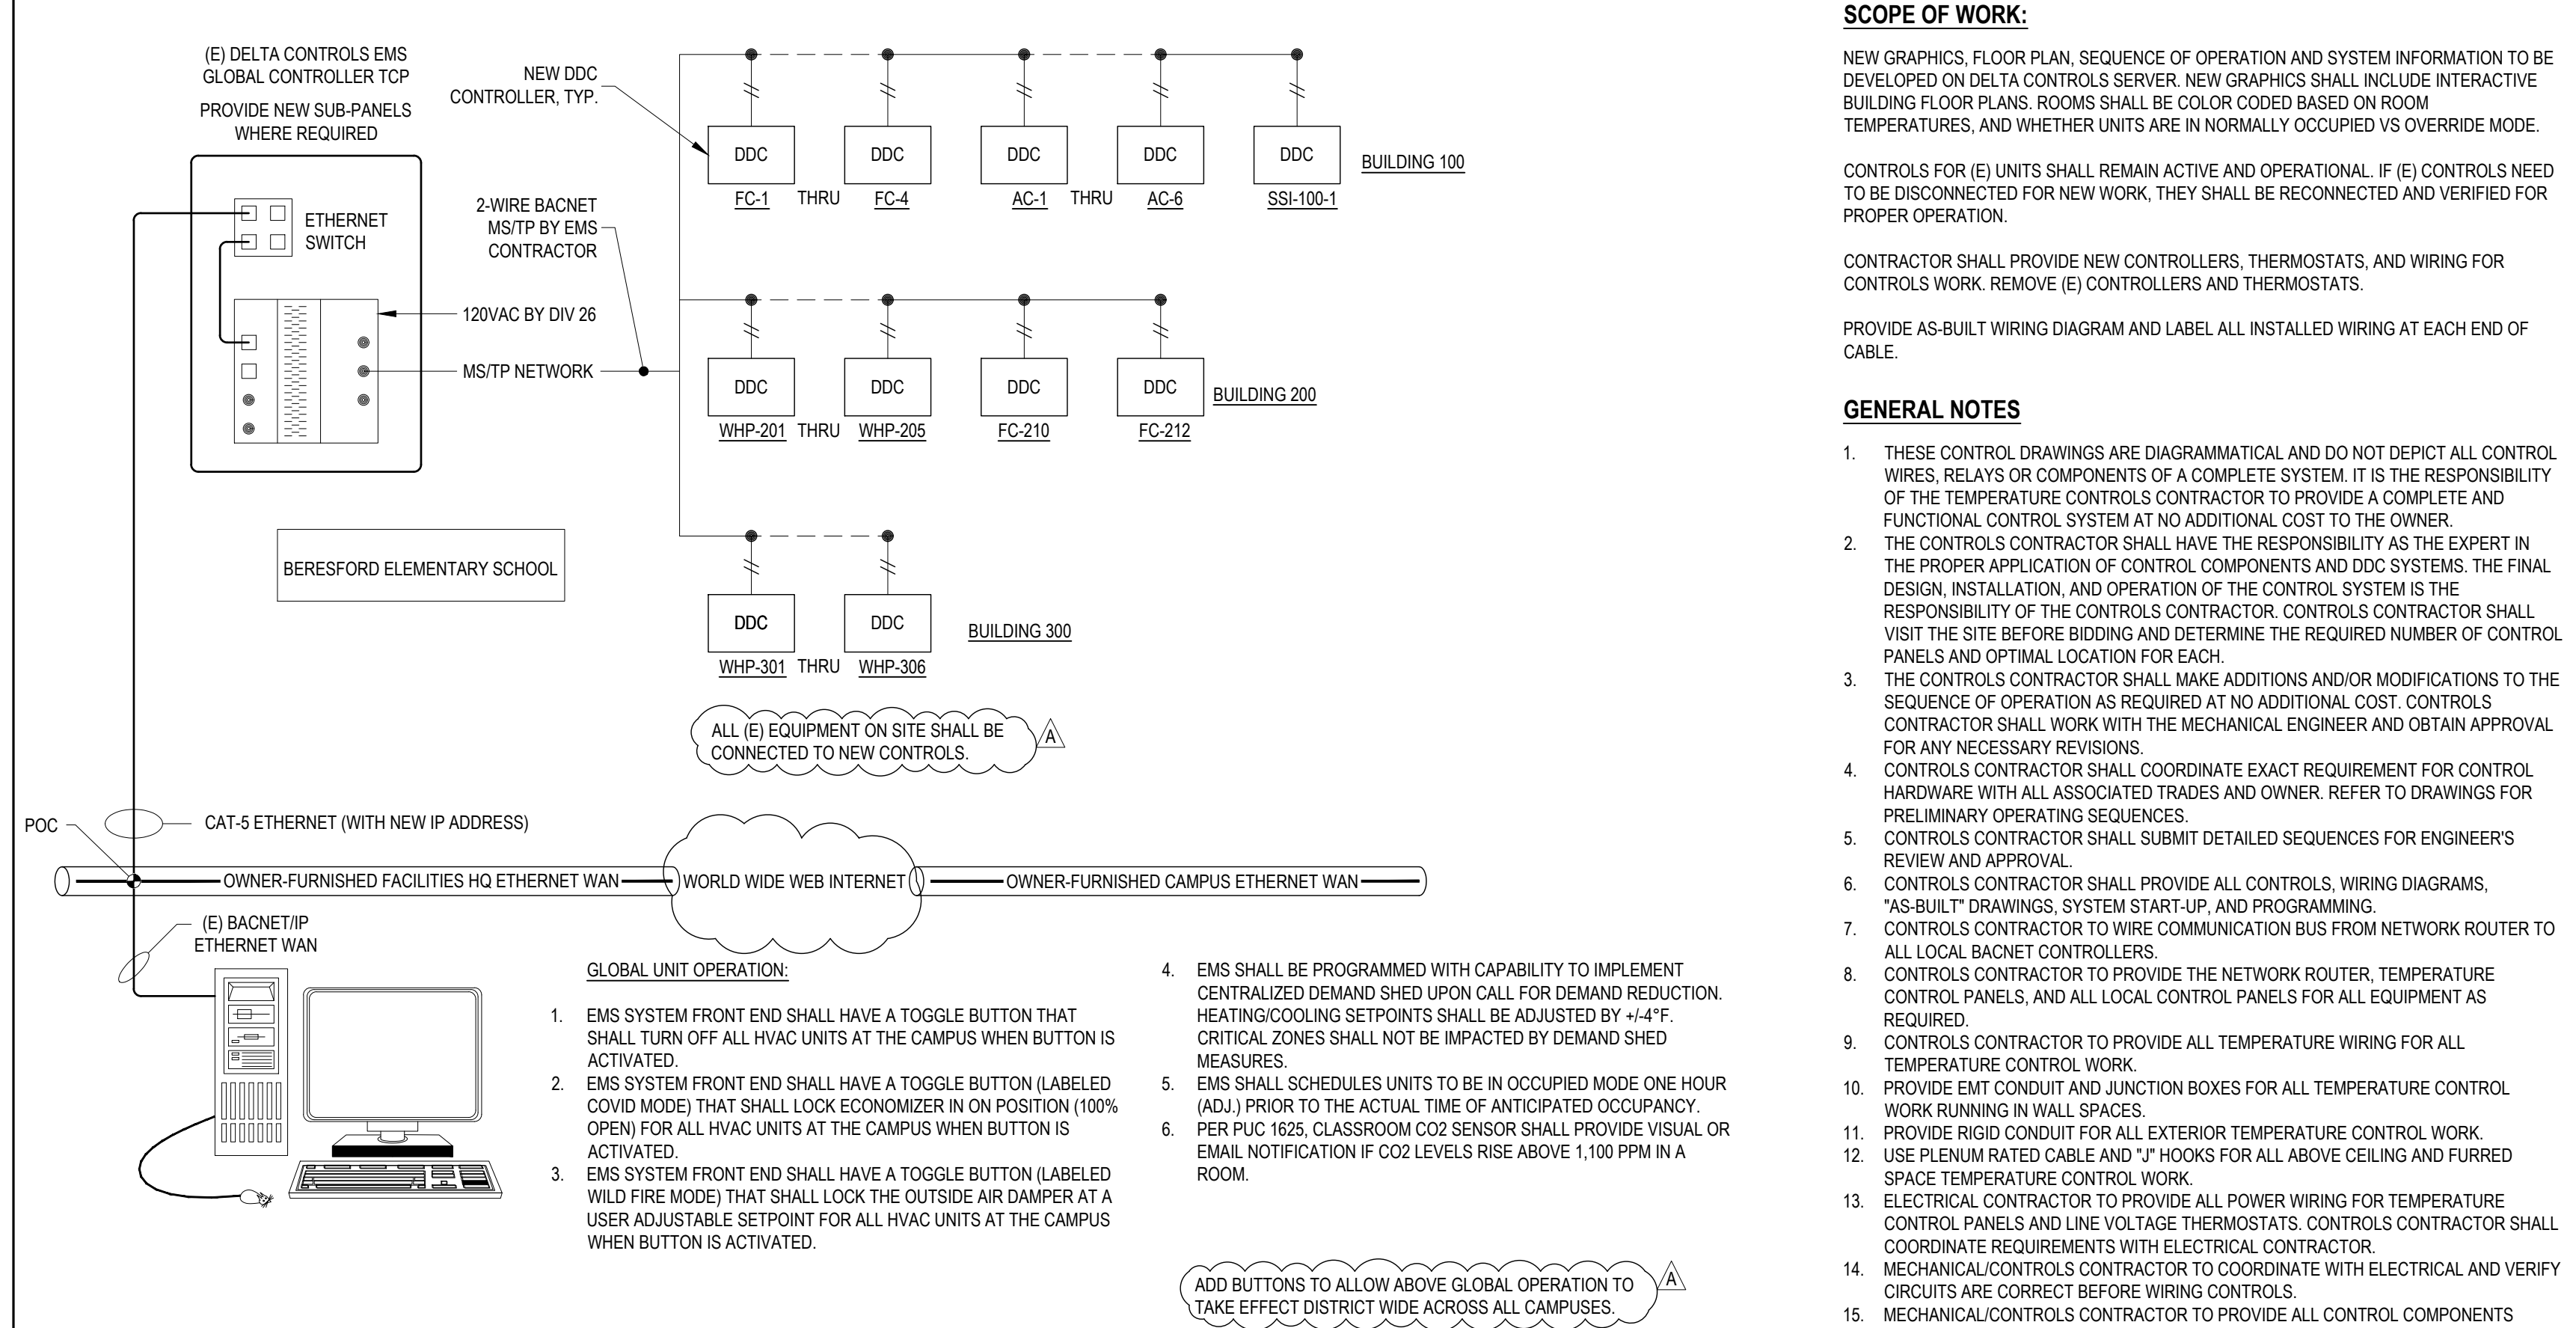 (E) DELTA CONTROLS EMS
GLOBAL CONTROLLER TCP
PROVIDE NEW SUB-PANELS
WHERE REQUIRED
ETHERNET
SWITCH
NEW DDC
CONTROLLER, TYP.
2-WIRE BACNET
MS/TP BY EMS
CONTRACTOR
120VAC BY DIV 26
MS/TP NETWORK
DDC DDC DDC DDC DDC
BUILDING 100
FC-1 THRU FC-4 AC-1 THRU AC-6 SSI-100-1
DDC DDC DDC DDC
BUILDING 200
WHP-201 THRU WHP-205 FC-210 FC-212
BERESFORD ELEMENTARY SCHOOL
DDC DDC
BUILDING 300
WHP-301 THRU WHP-306
ALL (E) EQUIPMENT ON SITE SHALL BE
CONNECTED TO NEW CONTROLS.
A
POC
CAT-5 ETHERNET (WITH NEW IP ADDRESS)
OWNER-FURNISHED FACILITIES HQ ETHERNET WAN
WORLD WIDE WEB INTERNET
OWNER-FURNISHED CAMPUS ETHERNET WAN
(E) BACNET/IP
ETHERNET WAN
GLOBAL UNIT OPERATION:
1. EMS SYSTEM FRONT END SHALL HAVE A TOGGLE BUTTON THAT
SHALL TURN OFF ALL HVAC UNITS AT THE CAMPUS WHEN BUTTON IS
ACTIVATED.
2. EMS SYSTEM FRONT END SHALL HAVE A TOGGLE BUTTON (LABELED
COVID MODE) THAT SHALL LOCK ECONOMIZER IN ON POSITION (100%
OPEN) FOR ALL HVAC UNITS AT THE CAMPUS WHEN BUTTON IS
ACTIVATED.
3. EMS SYSTEM FRONT END SHALL HAVE A TOGGLE BUTTON (LABELED
WILD FIRE MODE) THAT SHALL LOCK THE OUTSIDE AIR DAMPER AT A
USER ADJUSTABLE SETPOINT FOR ALL HVAC UNITS AT THE CAMPUS
WHEN BUTTON IS ACTIVATED.
4. EMS SHALL BE PROGRAMMED WITH CAPABILITY TO IMPLEMENT
CENTRALIZED DEMAND SHED UPON CALL FOR DEMAND REDUCTION.
HEATING/COOLING SETPOINTS SHALL BE ADJUSTED BY +/-4°F.
CRITICAL ZONES SHALL NOT BE IMPACTED BY DEMAND SHED
MEASURES.
5. EMS SHALL SCHEDULES UNITS TO BE IN OCCUPIED MODE ONE HOUR
(ADJ.) PRIOR TO THE ACTUAL TIME OF ANTICIPATED OCCUPANCY.
6. PER PUC 1625, CLASSROOM CO2 SENSOR SHALL PROVIDE VISUAL OR
EMAIL NOTIFICATION IF CO2 LEVELS RISE ABOVE 1,100 PPM IN A
ROOM.
ADD BUTTONS TO ALLOW ABOVE GLOBAL OPERATION TO
TAKE EFFECT DISTRICT WIDE ACROSS ALL CAMPUSES.
A
SCOPE OF WORK:
NEW GRAPHICS, FLOOR PLAN, SEQUENCE OF OPERATION AND SYSTEM INFORMATION TO BE
DEVELOPED ON DELTA CONTROLS SERVER. NEW GRAPHICS SHALL INCLUDE INTERACTIVE
BUILDING FLOOR PLANS. ROOMS SHALL BE COLOR CODED BASED ON ROOM
TEMPERATURES, AND WHETHER UNITS ARE IN NORMALLY OCCUPIED VS OVERRIDE MODE.
CONTROLS FOR (E) UNITS SHALL REMAIN ACTIVE AND OPERATIONAL. IF (E) CONTROLS NEED
TO BE DISCONNECTED FOR NEW WORK, THEY SHALL BE RECONNECTED AND VERIFIED FOR
PROPER OPERATION.
CONTRACTOR SHALL PROVIDE NEW CONTROLLERS, THERMOSTATS, AND WIRING FOR
CONTROLS WORK. REMOVE (E) CONTROLLERS AND THERMOSTATS.
PROVIDE AS-BUILT WIRING DIAGRAM AND LABEL ALL INSTALLED WIRING AT EACH END OF
CABLE.
GENERAL NOTES
1. THESE CONTROL DRAWINGS ARE DIAGRAMMATICAL AND DO NOT DEPICT ALL CONTROL
WIRES, RELAYS OR COMPONENTS OF A COMPLETE SYSTEM. IT IS THE RESPONSIBILITY
OF THE TEMPERATURE CONTROLS CONTRACTOR TO PROVIDE A COMPLETE AND
FUNCTIONAL CONTROL SYSTEM AT NO ADDITIONAL COST TO THE OWNER.
2. THE CONTROLS CONTRACTOR SHALL HAVE THE RESPONSIBILITY AS THE EXPERT IN
THE PROPER APPLICATION OF CONTROL COMPONENTS AND DDC SYSTEMS. THE FINAL
DESIGN, INSTALLATION, AND OPERATION OF THE CONTROL SYSTEM IS THE
RESPONSIBILITY OF THE CONTROLS CONTRACTOR. CONTROLS CONTRACTOR SHALL
VISIT THE SITE BEFORE BIDDING AND DETERMINE THE REQUIRED NUMBER OF CONTROL
PANELS AND OPTIMAL LOCATION FOR EACH.
3. THE CONTROLS CONTRACTOR SHALL MAKE ADDITIONS AND/OR MODIFICATIONS TO THE
SEQUENCE OF OPERATION AS REQUIRED AT NO ADDITIONAL COST. CONTROLS
CONTRACTOR SHALL WORK WITH THE MECHANICAL ENGINEER AND OBTAIN APPROVAL
FOR ANY NECESSARY REVISIONS.
4. CONTROLS CONTRACTOR SHALL COORDINATE EXACT REQUIREMENT FOR CONTROL
HARDWARE WITH ALL ASSOCIATED TRADES AND OWNER. REFER TO DRAWINGS FOR
PRELIMINARY OPERATING SEQUENCES.
5. CONTROLS CONTRACTOR SHALL SUBMIT DETAILED SEQUENCES FOR ENGINEER'S
REVIEW AND APPROVAL.
6. CONTROLS CONTRACTOR SHALL PROVIDE ALL CONTROLS, WIRING DIAGRAMS,
"AS-BUILT" DRAWINGS, SYSTEM START-UP, AND PROGRAMMING.
7. CONTROLS CONTRACTOR TO WIRE COMMUNICATION BUS FROM NETWORK ROUTER TO
ALL LOCAL BACNET CONTROLLERS.
8. CONTROLS CONTRACTOR TO PROVIDE THE NETWORK ROUTER, TEMPERATURE
CONTROL PANELS, AND ALL LOCAL CONTROL PANELS FOR ALL EQUIPMENT AS
REQUIRED.
9. CONTROLS CONTRACTOR TO PROVIDE ALL TEMPERATURE WIRING FOR ALL
TEMPERATURE CONTROL WORK.
10. PROVIDE EMT CONDUIT AND JUNCTION BOXES FOR ALL TEMPERATURE CONTROL
WORK RUNNING IN WALL SPACES.
11. PROVIDE RIGID CONDUIT FOR ALL EXTERIOR TEMPERATURE CONTROL WORK.
12. USE PLENUM RATED CABLE AND "J" HOOKS FOR ALL ABOVE CEILING AND FURRED
SPACE TEMPERATURE CONTROL WORK.
13. ELECTRICAL CONTRACTOR TO PROVIDE ALL POWER WIRING FOR TEMPERATURE
CONTROL PANELS AND LINE VOLTAGE THERMOSTATS. CONTROLS CONTRACTOR SHALL
COORDINATE REQUIREMENTS WITH ELECTRICAL CONTRACTOR.
14. MECHANICAL/CONTROLS CONTRACTOR TO COORDINATE WITH ELECTRICAL AND VERIFY
CIRCUITS ARE CORRECT BEFORE WIRING CONTROLS.
15. MECHANICAL/CONTROLS CONTRACTOR TO PROVIDE ALL CONTROL COMPONENTS